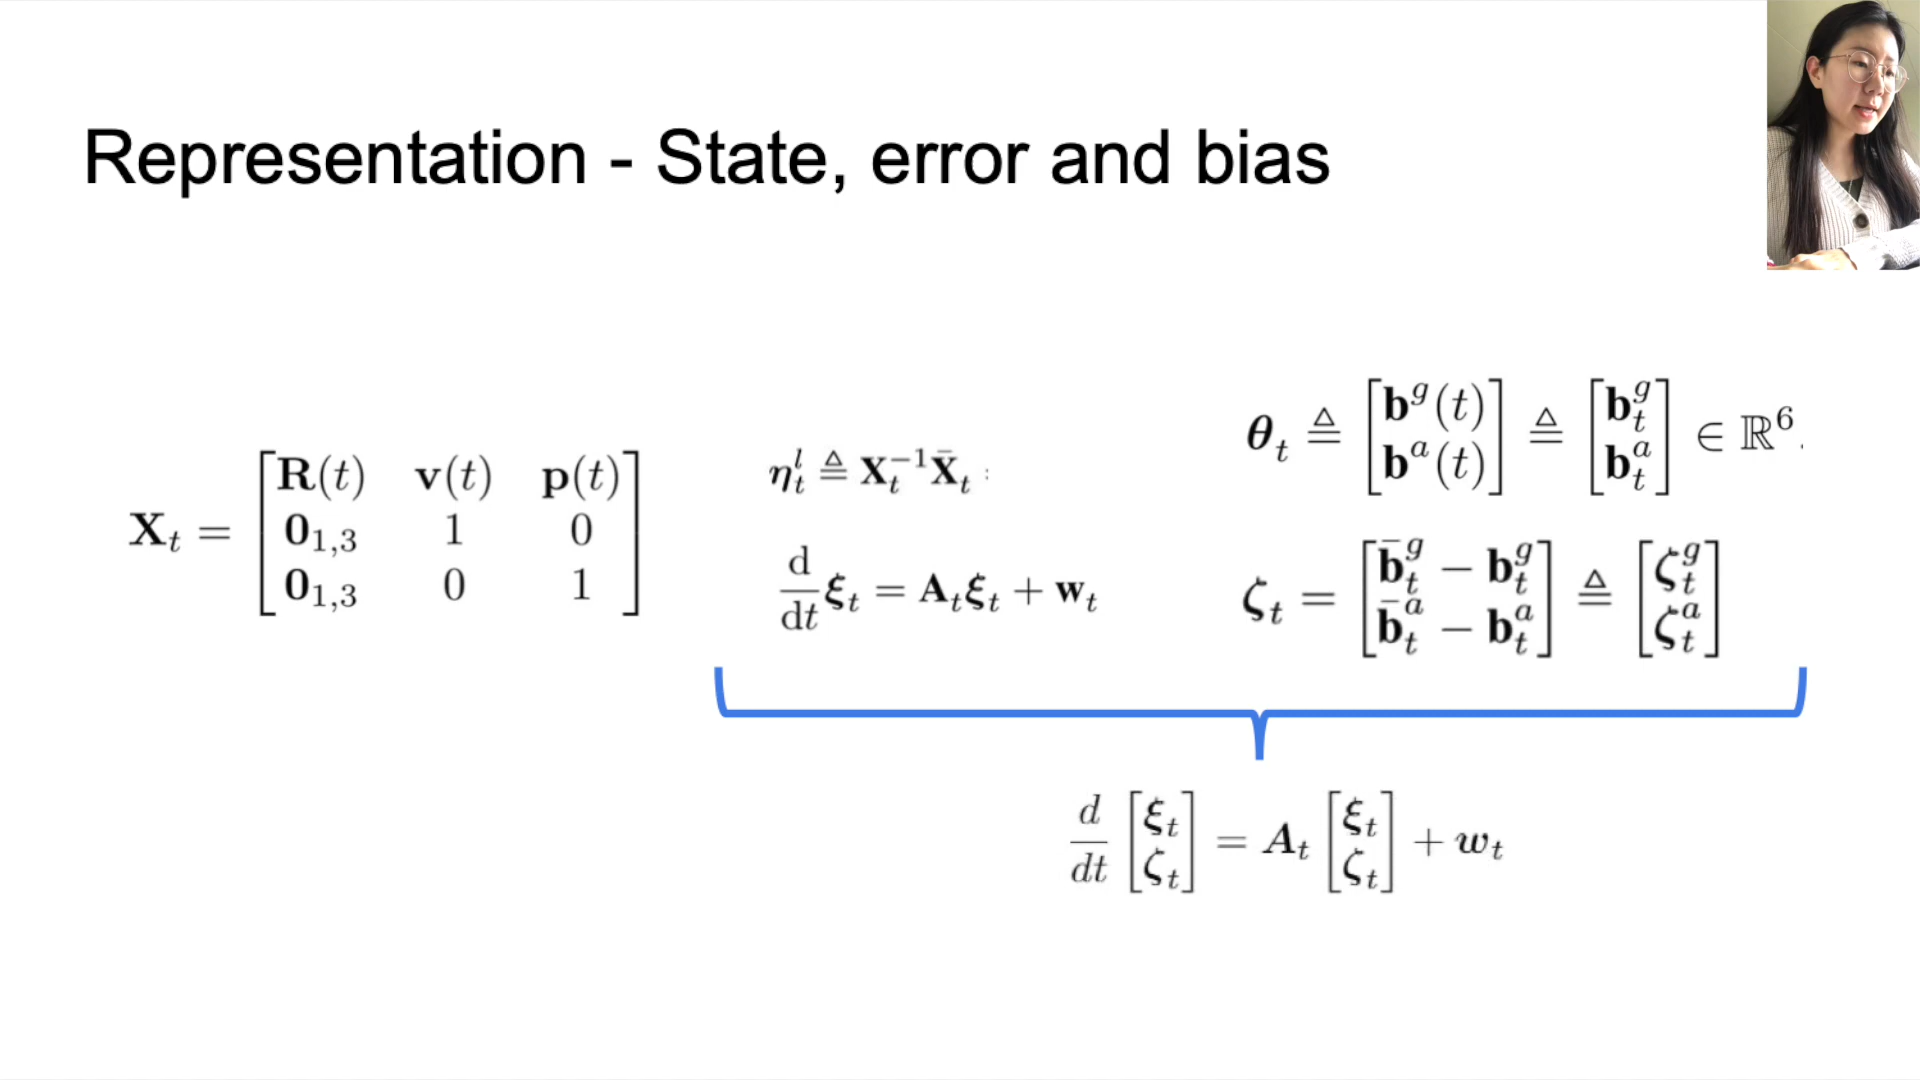 Representation - State, error and bias
X_t = [R(t) v(t) p(t)
0_{1,3} 1 0
0_{1,3} 0 1]
η_t^l ≜ X_t^{-1} X̄_t :
d/dt ξ_t = A_t ξ_t + w_t
θ_t ≜ [b^g(t) b^a(t)] ≜ [b_t^g b_t^a] ∈ ℝ^6.
ζ_t = [b̄_t^g − b_t^g b̄_t^a − b_t^a] ≜ [ζ_t^g ζ_t^a]
d/dt [ξ_t ζ_t] = A_t [ξ_t ζ_t] + w_t